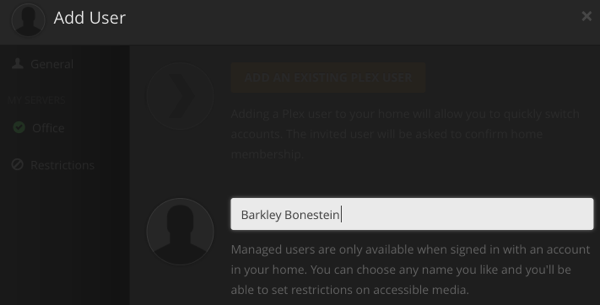 Add User
×
General
MY SERVERS
Office
Restrictions
ADD AN EXISTING PLEX USER
Adding a Plex user to your home will allow you to quickly switch
accounts. The invited user will be asked to confirm home
membership.
Barkley Bonestein
Managed users are only available when signed in with an account
in your home. You can choose any name you like and you'll be
able to set restrictions on accessible media.